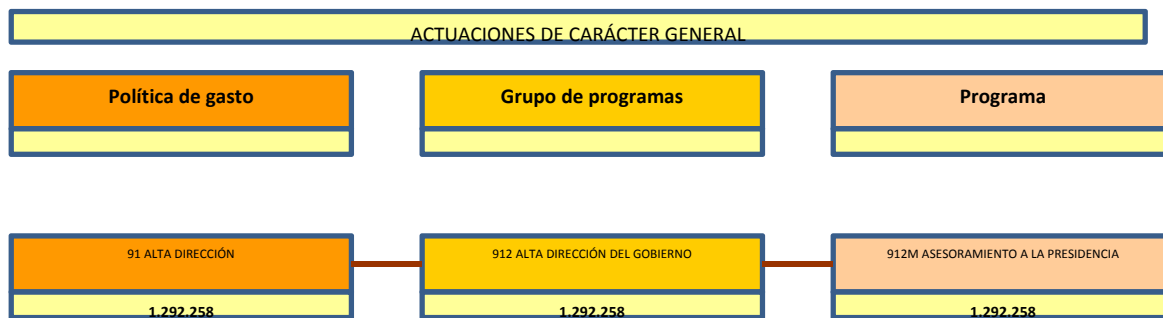 ACTUACIONES DE CARÁCTER GENERAL
Política de gasto
Grupo de programas
Programa
91 ALTA DIRECCIÓN
912 ALTA DIRECCIÓN DEL GOBIERNO
912M ASESORAMIENTO A LA PRESIDENCIA
1.292.258
1.292.258
1.292.258